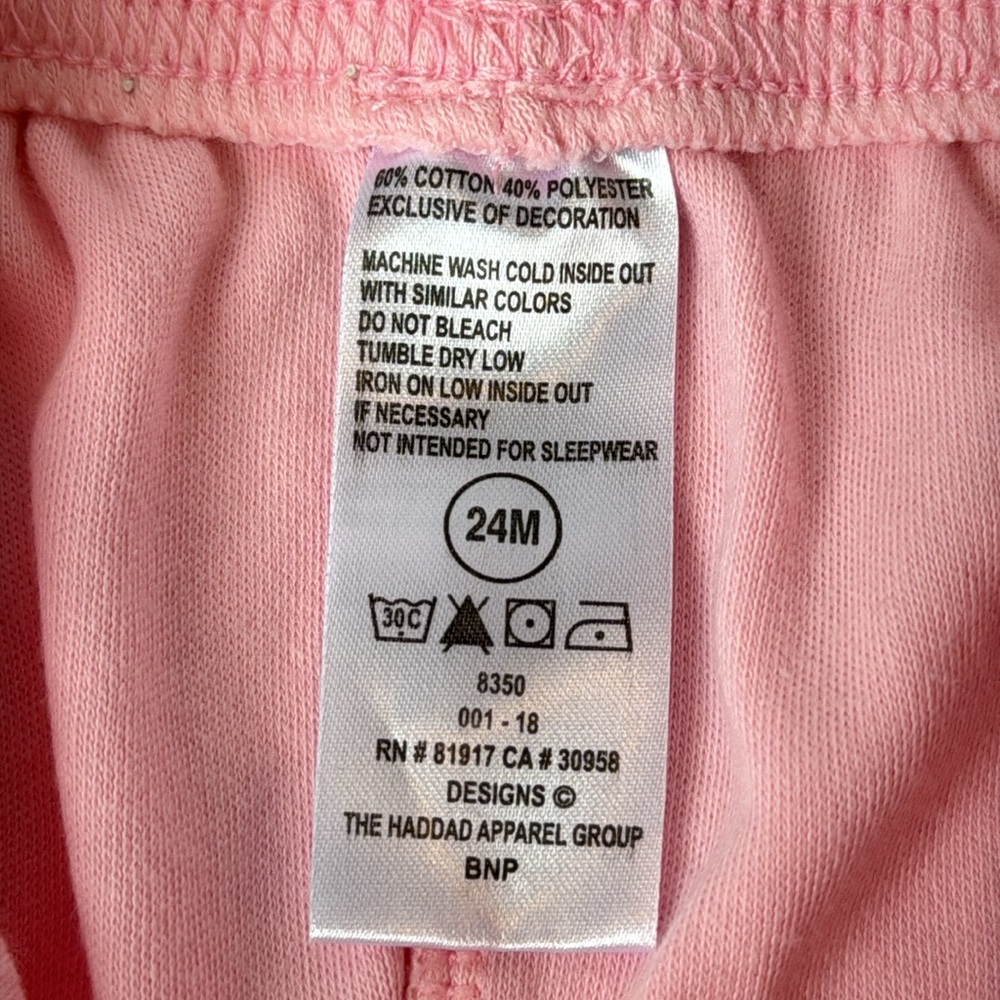 60% COTTON 40% POLYESTER
EXCLUSIVE OF DECORATION
MACHINE WASH COLD INSIDE OUT
WITH SIMILAR COLORS
DO NOT BLEACH
TUMBLE DRY LOW
IRON ON LOW INSIDE OUT
IF NECESSARY
NOT INTENDED FOR SLEEPWEAR
24M
30C
8350
001 - 18
RN # 81917 CA # 30958
DESIGNS ©
THE HADDAD APPAREL GROUP
BNP